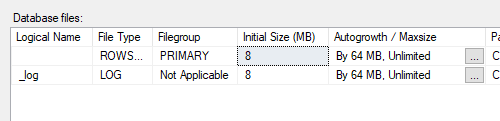 Database files:
Logical Name File Type Filegroup Initial Size (MB) Autogrowth / Maxsize Pa
ROWS... PRIMARY 8 By 64 MB, Unlimited ... C
_log LOG Not Applicable 8 By 64 MB, Unlimited ... C